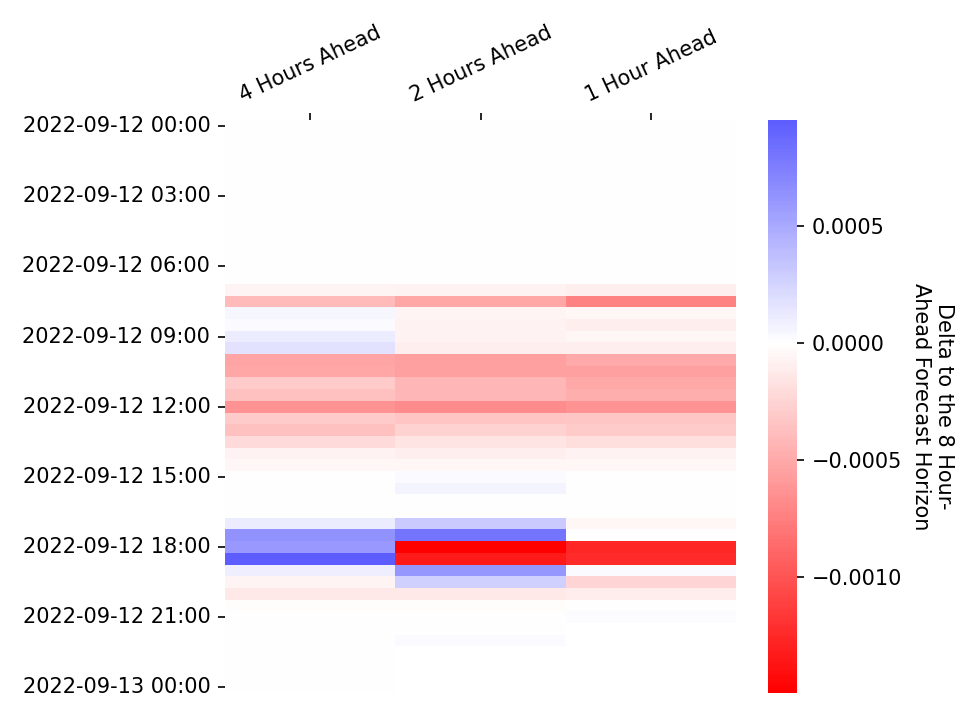 4 Hours Ahead
2 Hours Ahead
1 Hour Ahead
2022-09-12 00:00
2022-09-12 03:00
2022-09-12 06:00
2022-09-12 09:00
2022-09-12 12:00
2022-09-12 15:00
2022-09-12 18:00
2022-09-12 21:00
2022-09-13 00:00
0.0005
0.0000
−0.0005
−0.0010
Delta to the 8 Hour-
Ahead Forecast Horizon